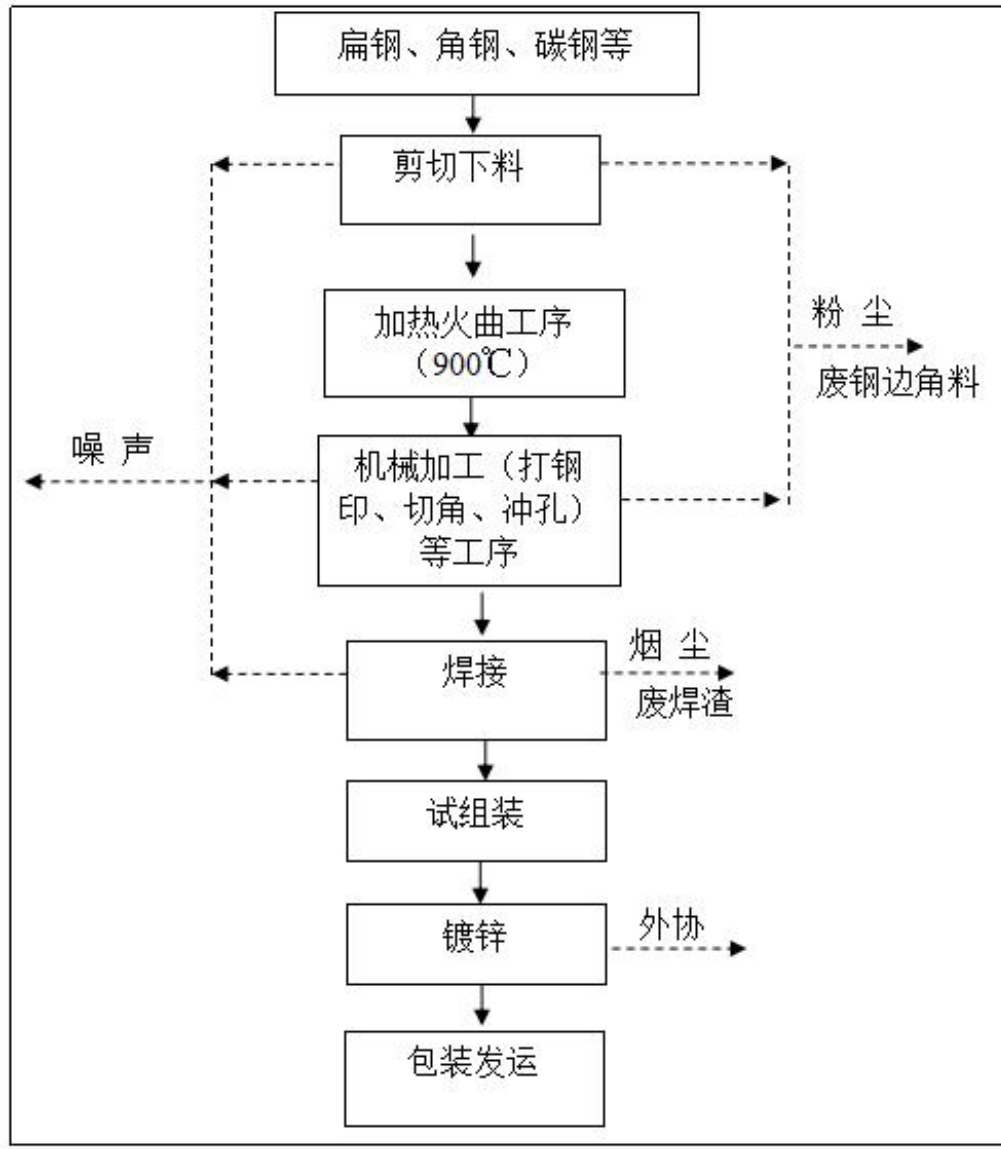 扁钢、角钢、碳钢等
剪切下料
加热火曲工序
（900℃）
粉 尘
废钢边角料
噪 声
机械加工（打钢
印、切角、冲孔）
等工序
焊接
烟 尘
废焊渣
试组装
镀锌
外协
包装发运